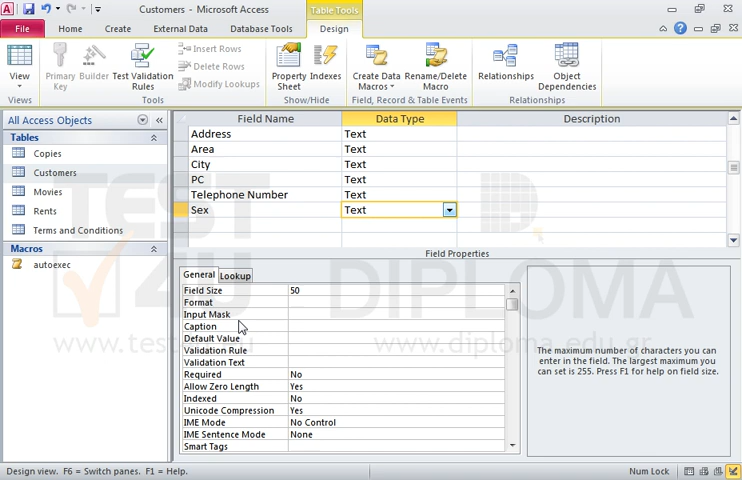 Customers - Microsoft Access
Table Tools
File Home Create External Data Database Tools Design
View
Primary Key
Builder
Test Validation Rules
Insert Rows
Delete Rows
Modify Lookups
Property Sheet
Indexes
Create Data Macros
Rename/Delete Macro
Relationships
Object Dependencies
Views Tools Show/Hide Field, Record & Table Events Relationships
All Access Objects
Tables
Copies
Customers
Movies
Rents
Terms and Conditions
Macros
autoexec
Field Name Data Type Description
Address Text
Area Text
City Text
PC Text
Telephone Number Text
Sex Text
Field Properties
General Lookup
Field Size 50
Format
Input Mask
Caption
Default Value
Validation Rule
Validation Text
Required No
Allow Zero Length Yes
Indexed No
Unicode Compression Yes
IME Mode No Control
IME Sentence Mode None
Smart Tags
The maximum number of characters you can
enter in the field. The largest maximum you
can set is 255. Press F1 for help on field size.
Design view. F6 = Switch panes. F1 = Help.
Num Lock
TEST
4U
DIPLOMA
www.diploma.edu.gr